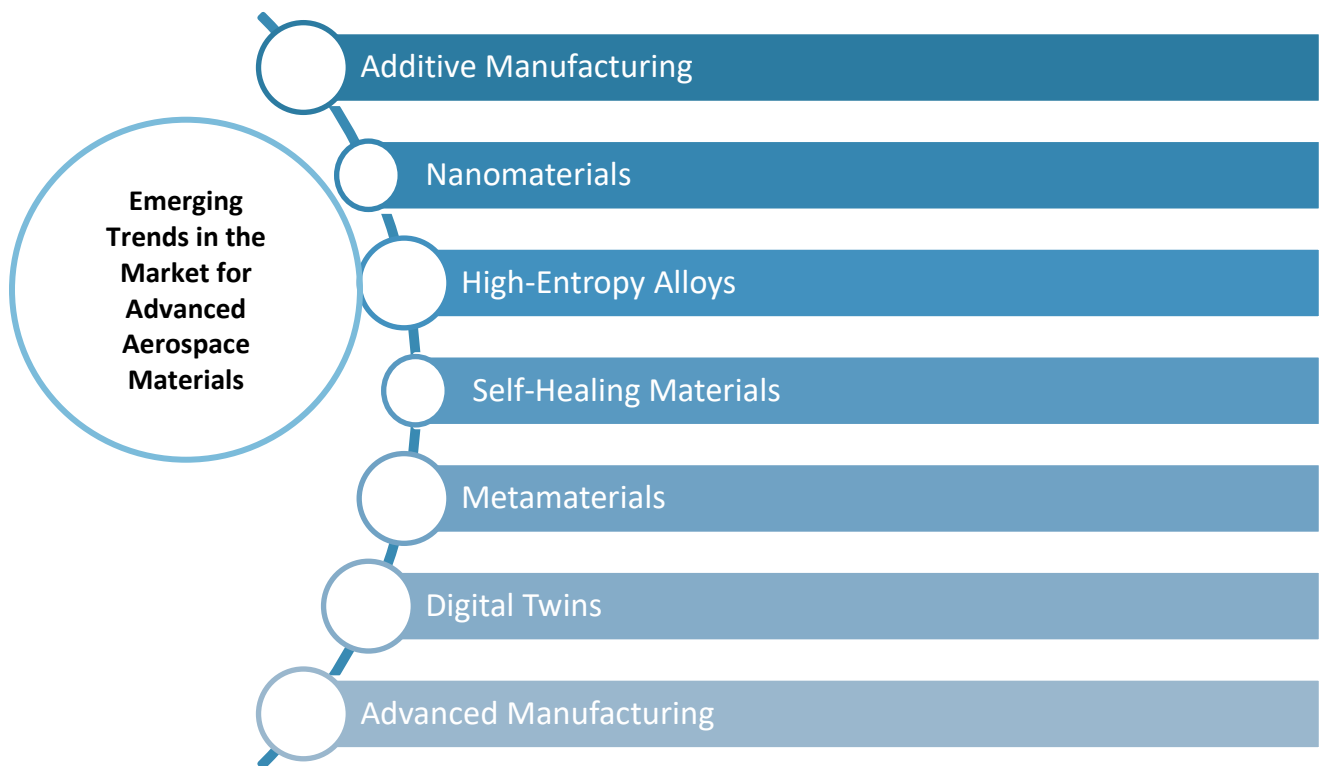 Emerging
Trends in the
Market for
Advanced
Aerospace
Materials
Additive Manufacturing
Nanomaterials
High-Entropy Alloys
Self-Healing Materials
Metamaterials
Digital Twins
Advanced Manufacturing